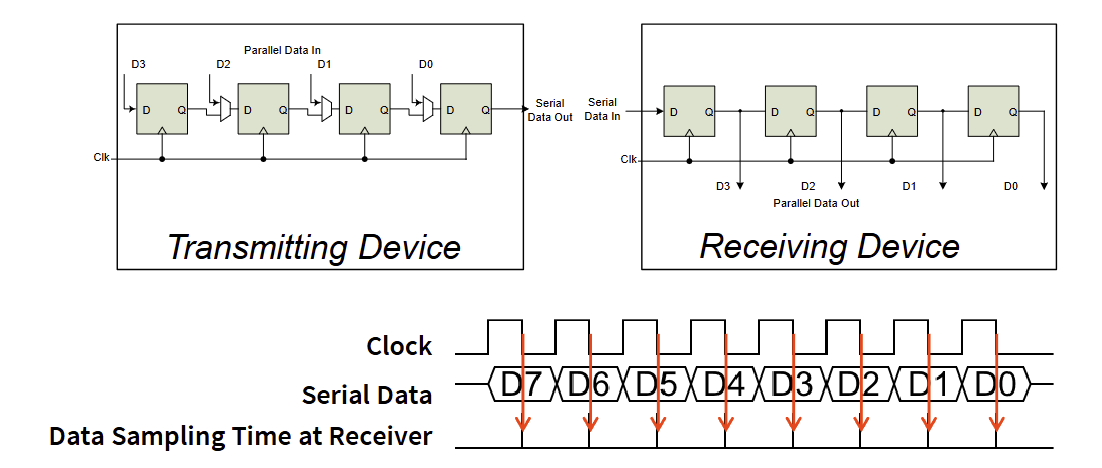 Parallel Data In
D3 D2 D1 D0
D Q D Q D Q D Q
Serial
Data Out
Clk
Transmitting Device
Serial
Data In
D Q D Q D Q D Q
Clk
D3 D2 D1 D0
Parallel Data Out
Receiving Device
Clock
Serial Data
D7 D6 D5 D4 D3 D2 D1 D0
Data Sampling Time at Receiver